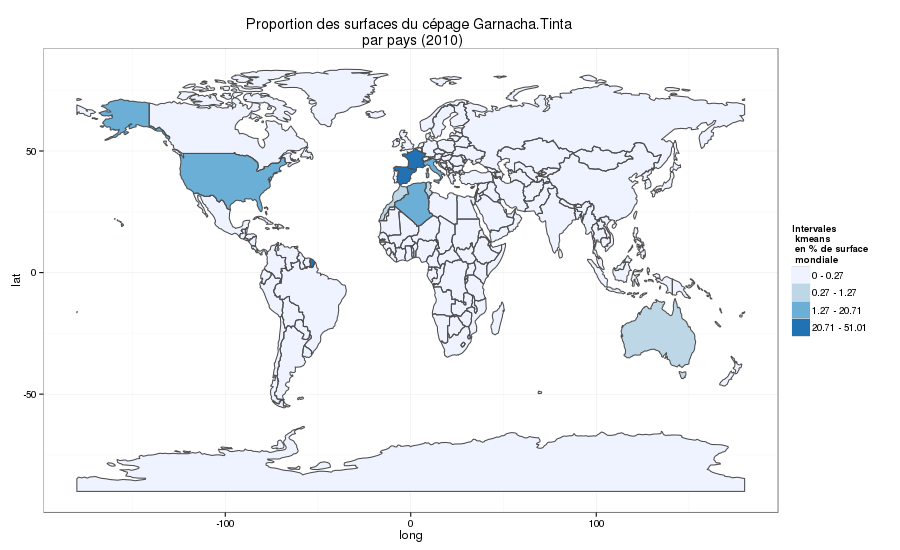 Proportion des surfaces du cépage Garnacha.Tinta
par pays (2010)
50
0
-50
lat
-100
0
100
long
Intervales
kmeans
en % de surface
mondiale
0 - 0.27
0.27 - 1.27
1.27 - 20.71
20.71 - 51.01